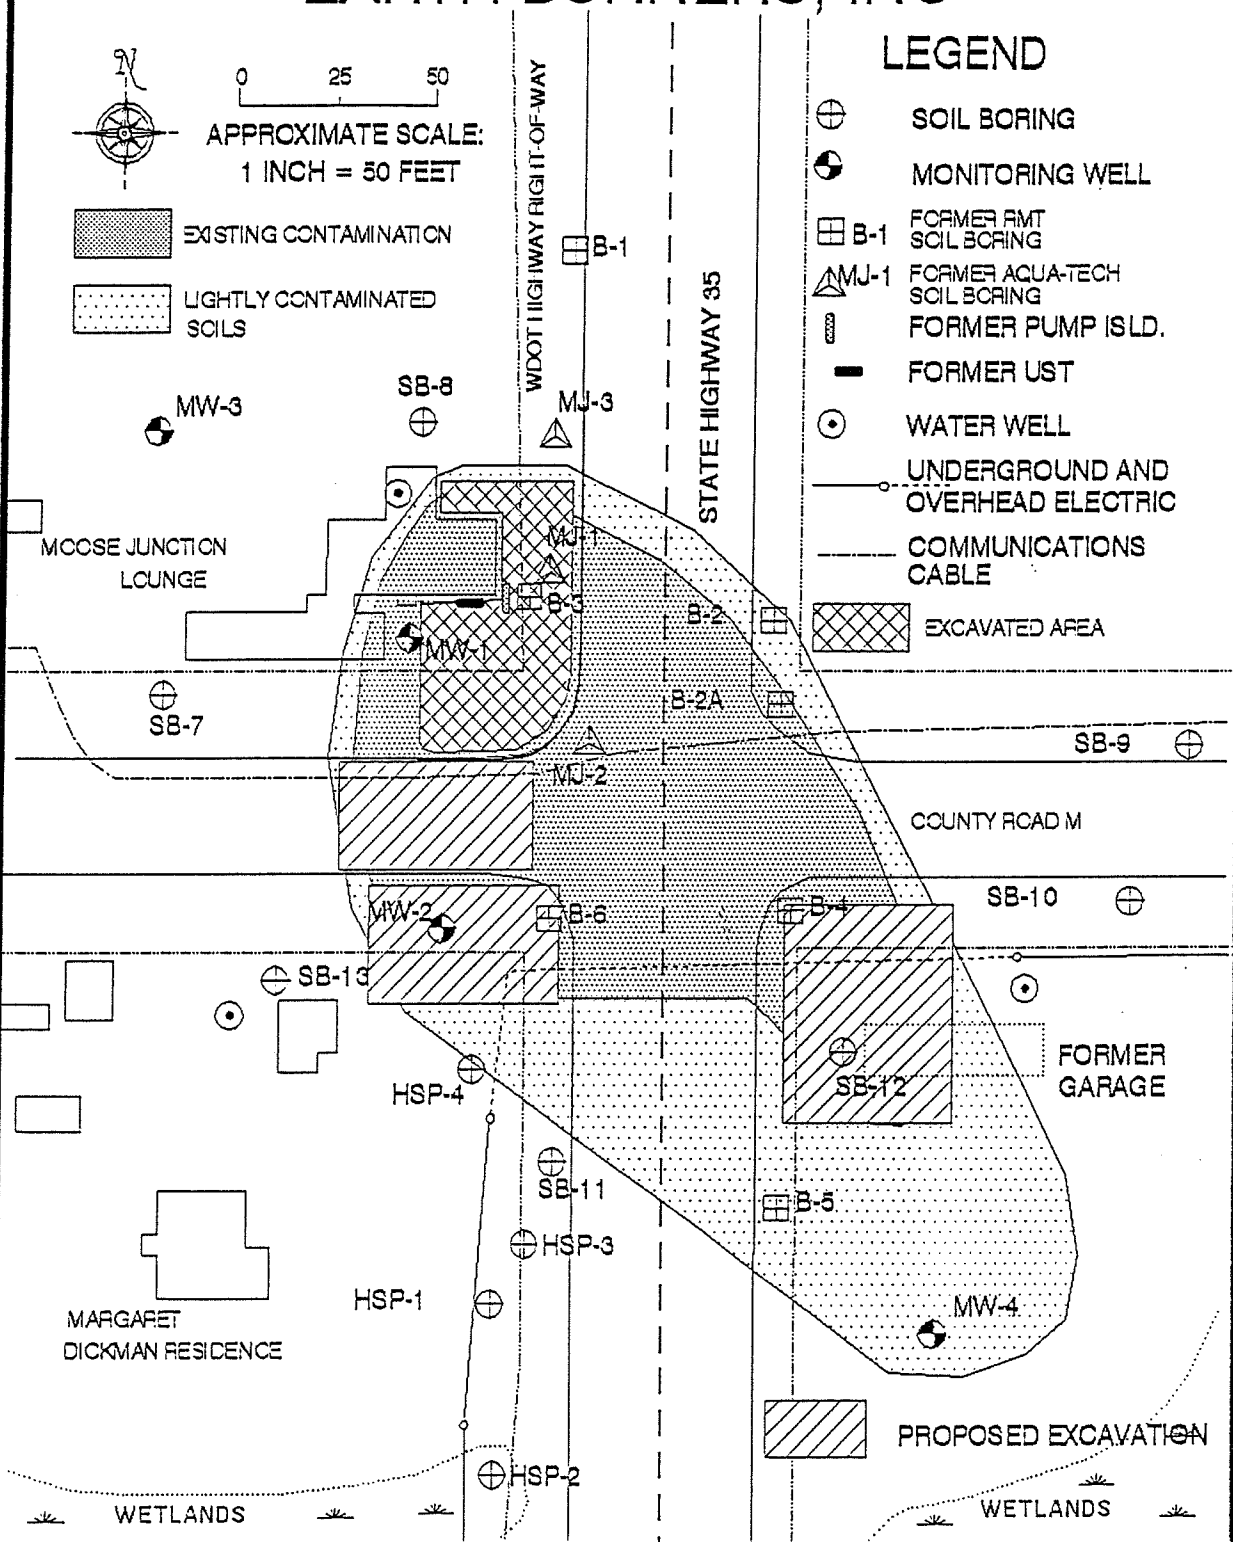 LEGEND
N
0 25 50
APPROXIMATE SCALE:
1 INCH = 50 FEET
EXISTING CONTAMINATION
LIGHTLY CONTAMINATED
SOILS
WDOT HIGHWAY RIGHT-OF-WAY
STATE HIGHWAY 35
SOIL BORING
MONITORING WELL
B-1
FORMER RMT
SOIL BORING
MJ-1
FORMER AQUA-TECH
SOIL BORING
FORMER PUMP ISLD.
FORMER UST
WATER WELL
UNDERGROUND AND
OVERHEAD ELECTRIC
COMMUNICATIONS
CABLE
EXCAVATED AREA
B-1
SB-8
MW-3
MJ-3
MOOSE JUNCTION
LOUNGE
MJ-1
B-3
B-2
MW-1
B-2A
SB-7
SB-9
MJ-2
COUNTY ROAD M
SB-10
MW-2
B-6
B-4
SB-13
FORMER
GARAGE
HSP-4
SB-12
SB-11
B-5
HSP-3
HSP-1
MW-4
MARGARET
DICKMAN RESIDENCE
PROPOSED EXCAVATION
HSP-2
WETLANDS
WETLANDS